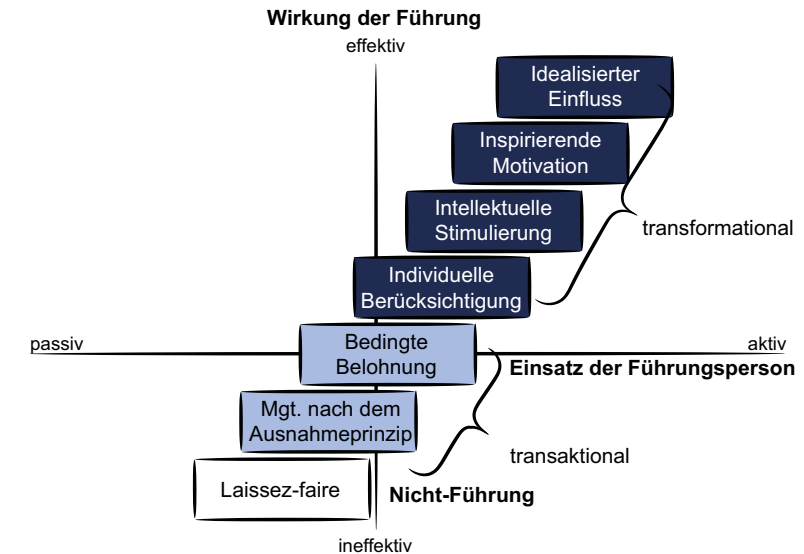 Wirkung der Führung
effektiv
Idealisierter
Einfluss
Inspirierende
Motivation
Intellektuelle
Stimulierung
transformational
Individuelle
Berücksichtigung
passiv
Bedingte
Belohnung
aktiv
Einsatz der Führungsperson
Mgt. nach dem
Ausnahmeprinzip
transaktional
Laissez-faire
Nicht-Führung
ineffektiv